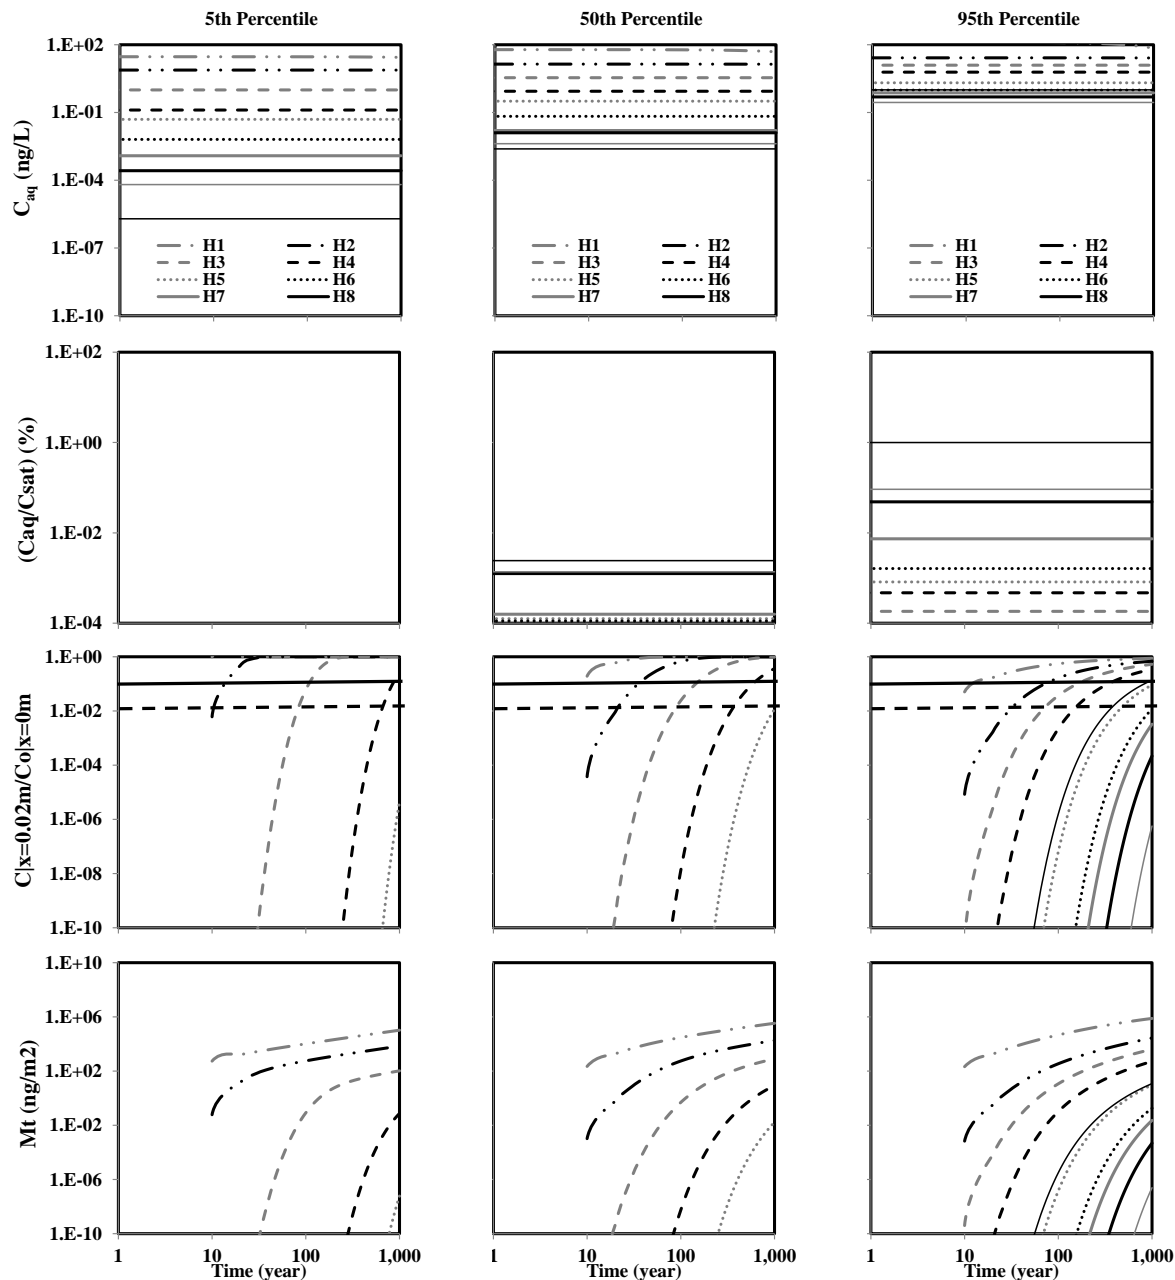 5th Percentile 50th Percentile 95th Percentile
C_aq (ng/L)
1.E+02
1.E-01
1.E-04
1.E-07
1.E-10
H1 H2
H3 H4
H5 H6
H7 H8
H1 H2
H3 H4
H5 H6
H7 H8
H1 H2
H3 H4
H5 H6
H7 H8
(Caq/Csat) (%)
1.E+02
1.E+00
1.E-02
1.E-04
C|x=0.02m/Co|x=0m
1.E+00
1.E-02
1.E-04
1.E-06
1.E-08
1.E-10
Mt (ng/m2)
1.E+10
1.E+06
1.E+02
1.E-02
1.E-06
1.E-10
1 10 100 1,000 1 10 100 1,000 1 10 100 1,000
Time (year) Time (year) Time (year)